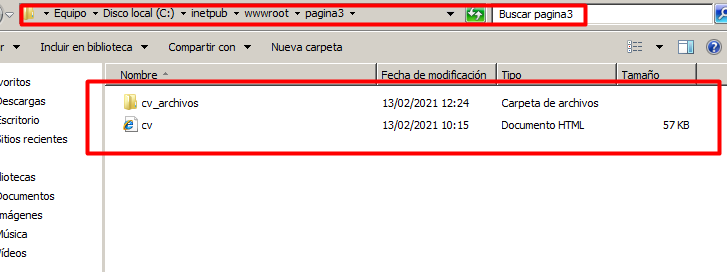 Equipo Disco local (C:) inetpub wwwroot pagina3 Buscar pagina3
Incluir en biblioteca Compartir con Nueva carpeta
Nombre Fecha de modificación Tipo Tamaño
avoritos
Descargas cv_archivos 13/02/2021 12:24 Carpeta de archivos
Escritorio cv 13/02/2021 10:15 Documento HTML 57 KB
Sitios recientes
liotecas
Documentos
mágenes
Música
Vídeos